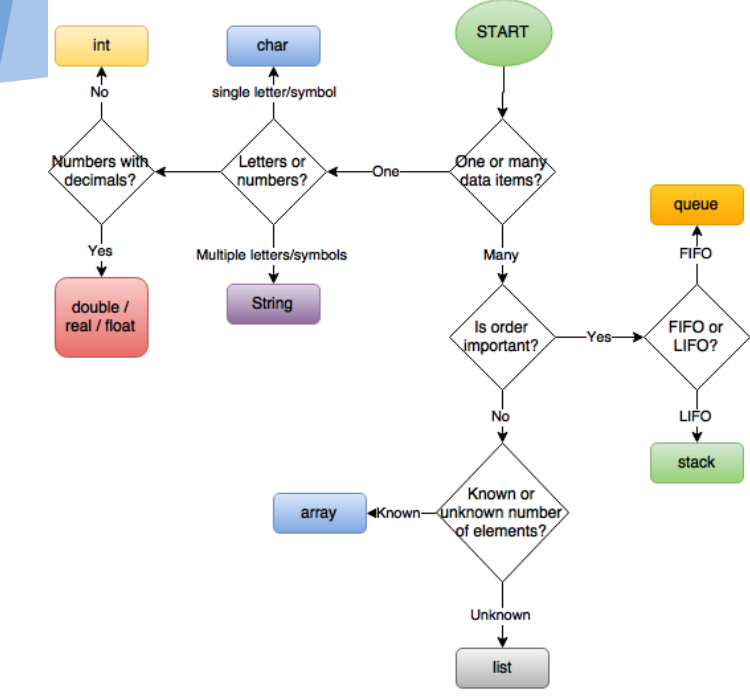 START
int
char
No
single letter/symbol
Numbers with
decimals?
Letters or
numbers?
One
One or many
data items?
queue
Yes
Multiple letters/symbols
Many
FIFO
double /
real / float
String
Is order
important?
Yes
FIFO or
LIFO?
No
LIFO
stack
array
Known
Known or
unknown number
of elements?
Unknown
list